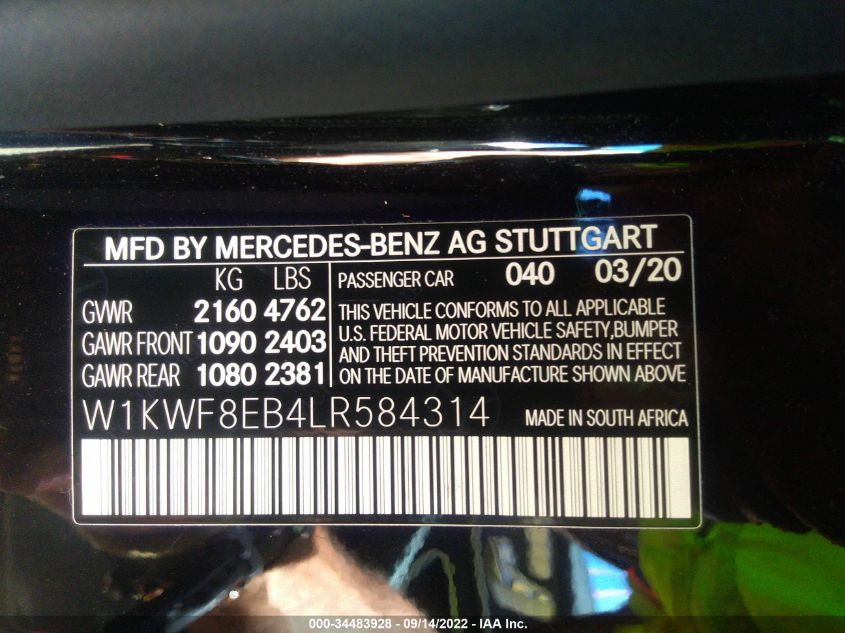 MFD BY MERCEDES-BENZ AG STUTTGART
KG LBS
GVWR 2160 4762
GAWR FRONT 1090 2403
GAWR REAR 1080 2381
PASSENGER CAR 040 03/20
THIS VEHICLE CONFORMS TO ALL APPLICABLE
U.S. FEDERAL MOTOR VEHICLE SAFETY,BUMPER
AND THEFT PREVENTION STANDARDS IN EFFECT
ON THE DATE OF MANUFACTURE SHOWN ABOVE
W1KWF8EB4LR584314 MADE IN SOUTH AFRICA
000-34483928 - 09/14/2022 - IAA Inc.